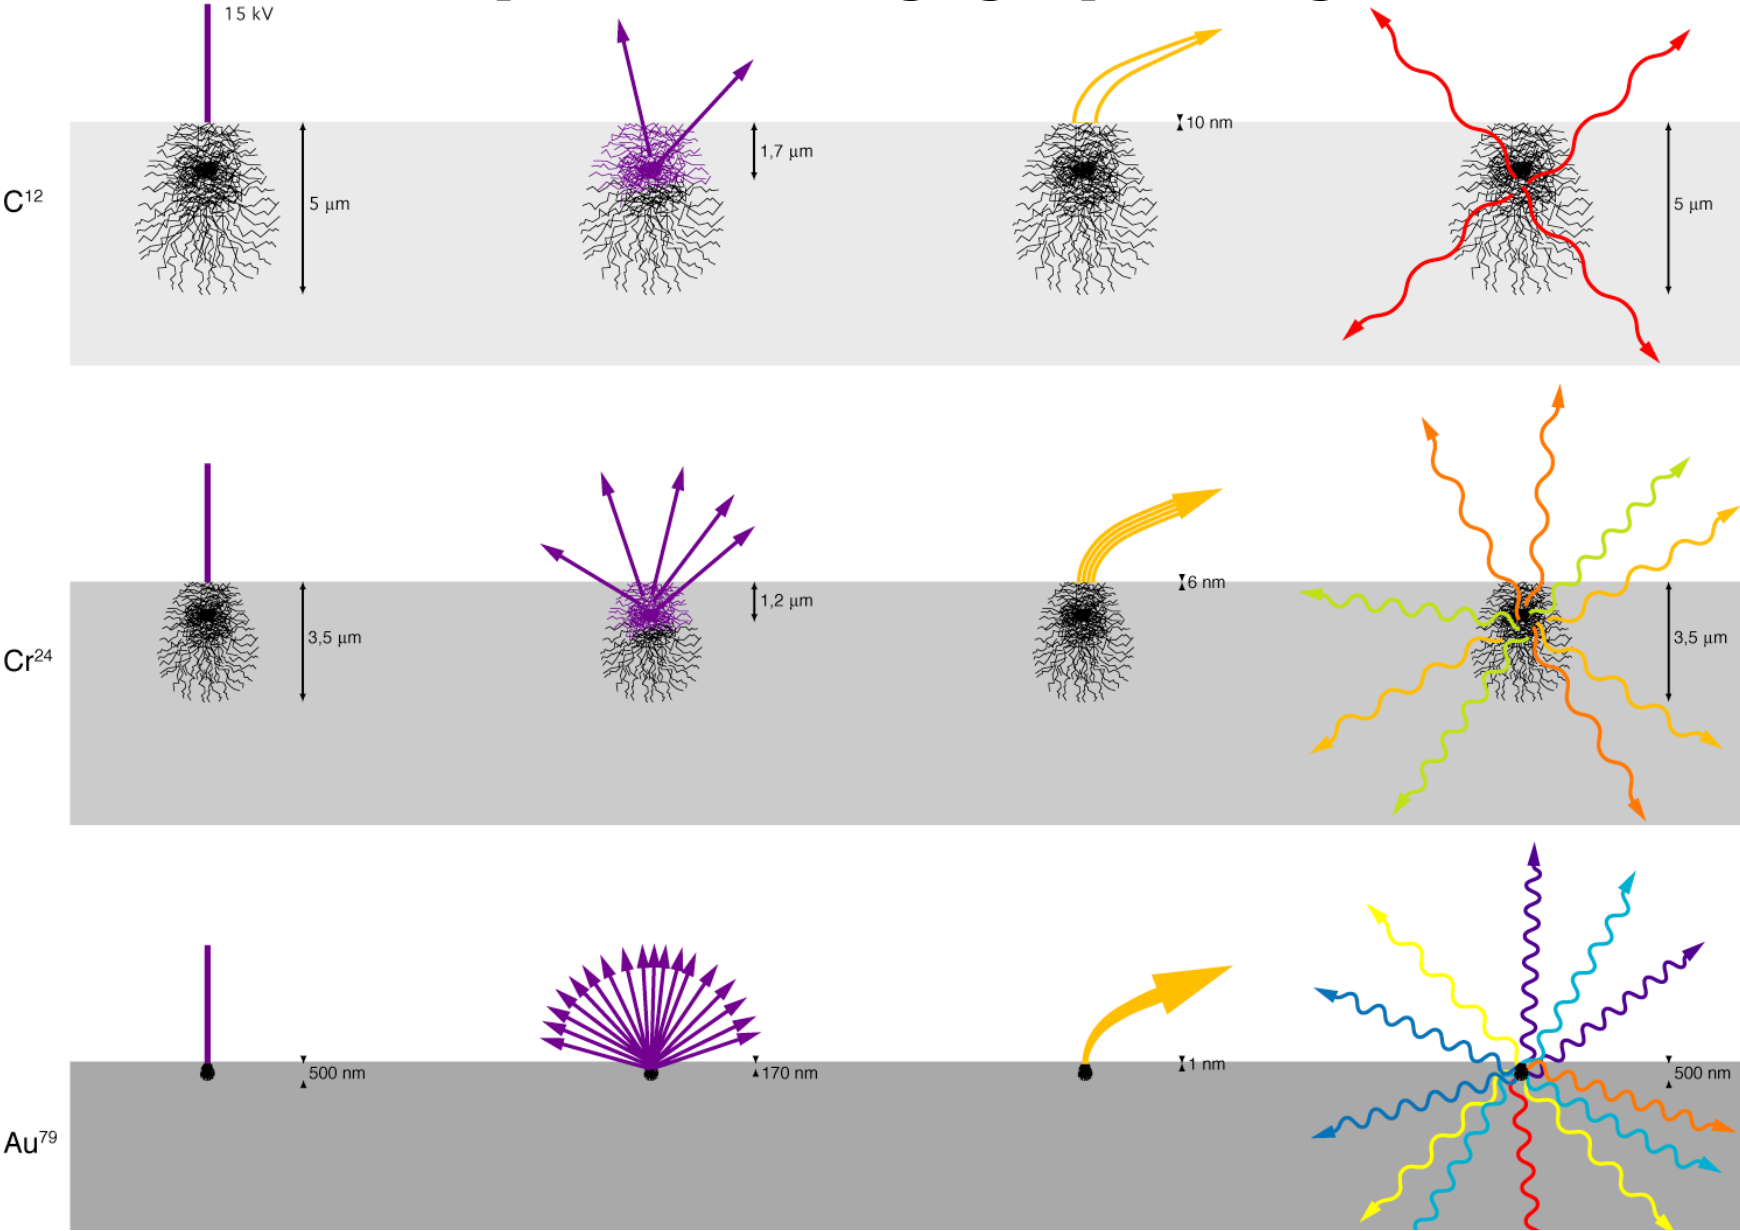 15 kV
C¹²
5 μm
1,7 μm
10 nm
5 μm
Cr²⁴
3,5 μm
1,2 μm
6 nm
3,5 μm
Au⁷⁹
500 nm
170 nm
1 nm
500 nm